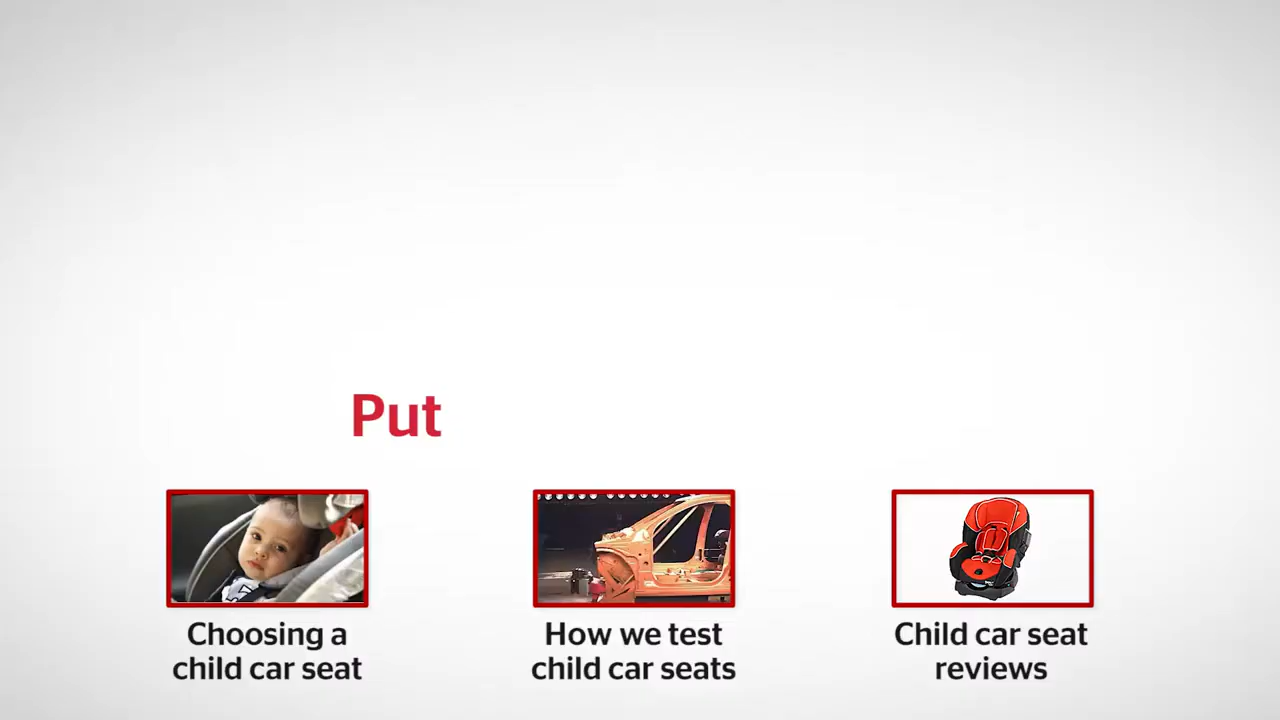 Put
Choosing a
child car seat
How we test
child car seats
Child car seat
reviews